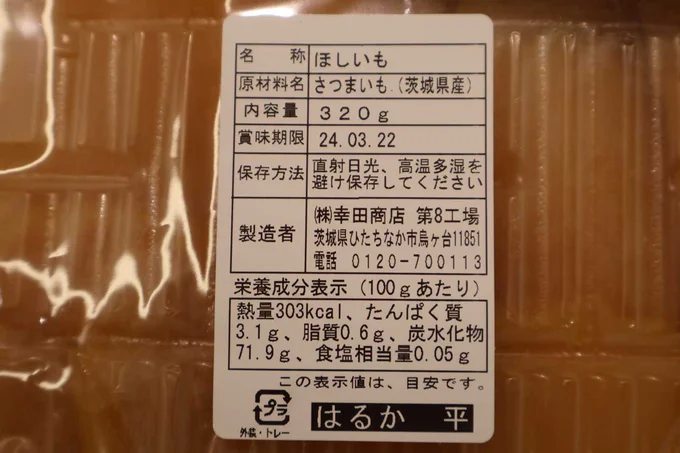 名称 ほしいも
原材料名 さつまいも(茨城県産)
内容量 320g
賞味期限 24.03.22
保存方法 直射日光、高温多湿を
避け保存してください
製造者 ㈱幸田商店 第8工場
茨城県ひたちなか市烏ヶ台11851
電話 0120-700113
栄養成分表示(100gあたり)
熱量303kcal、たんぱく質
3.1g、脂質0.6g、炭水化物
71.9g、食塩相当量0.05g
この表示値は、目安です。
プラ
外装・トレー
はるか 平